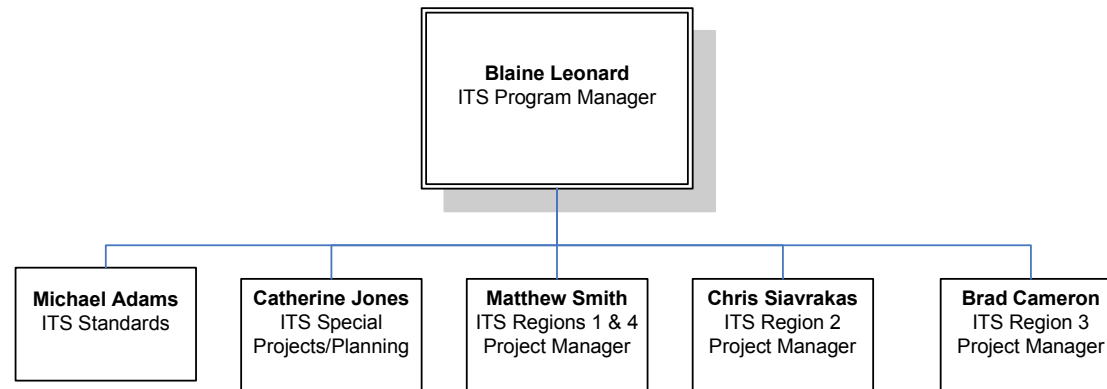 Blaine Leonard
ITS Program Manager
Michael Adams
ITS Standards
Catherine Jones
ITS Special
Projects/Planning
Matthew Smith
ITS Regions 1 & 4
Project Manager
Chris Siavrakas
ITS Region 2
Project Manager
Brad Cameron
ITS Region 3
Project Manager